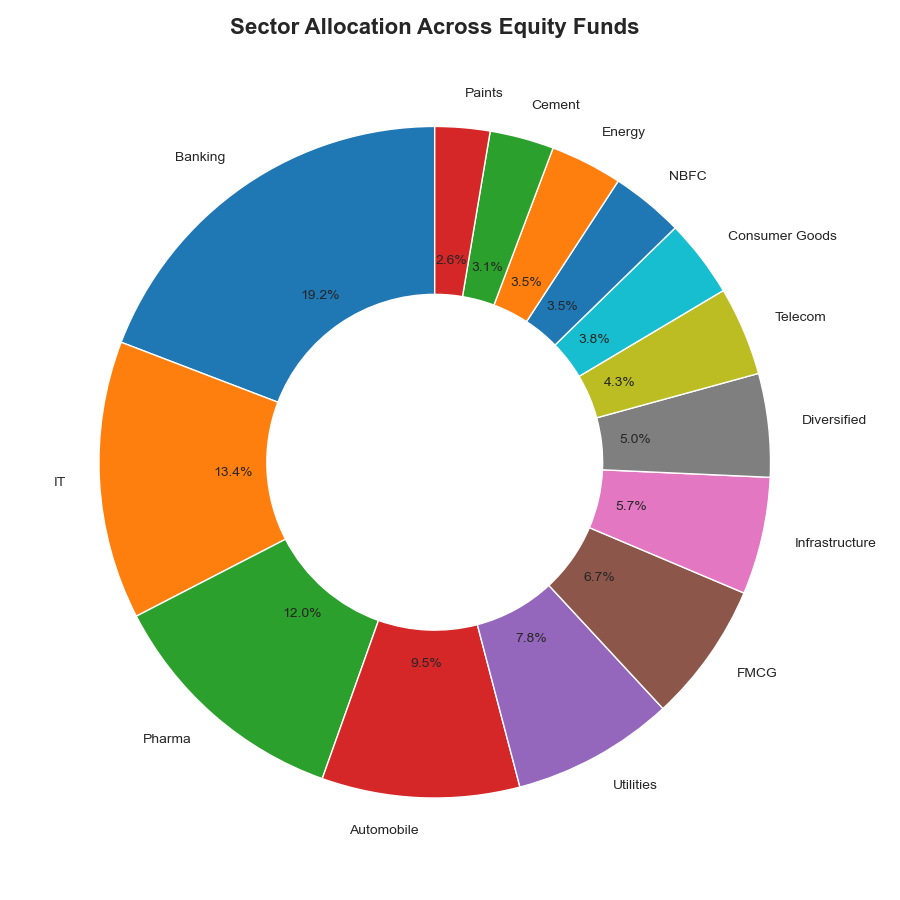 Sector Allocation Across Equity Funds
Paints
Cement
Energy
Banking
NBFC
Consumer Goods
2.6%
3.1%
3.5%
19.2%
3.5%
Telecom
3.8%
4.3%
Diversified
5.0%
13.4%
IT
5.7%
Infrastructure
6.7%
12.0%
7.8%
9.5%
FMCG
Pharma
Utilities
Automobile